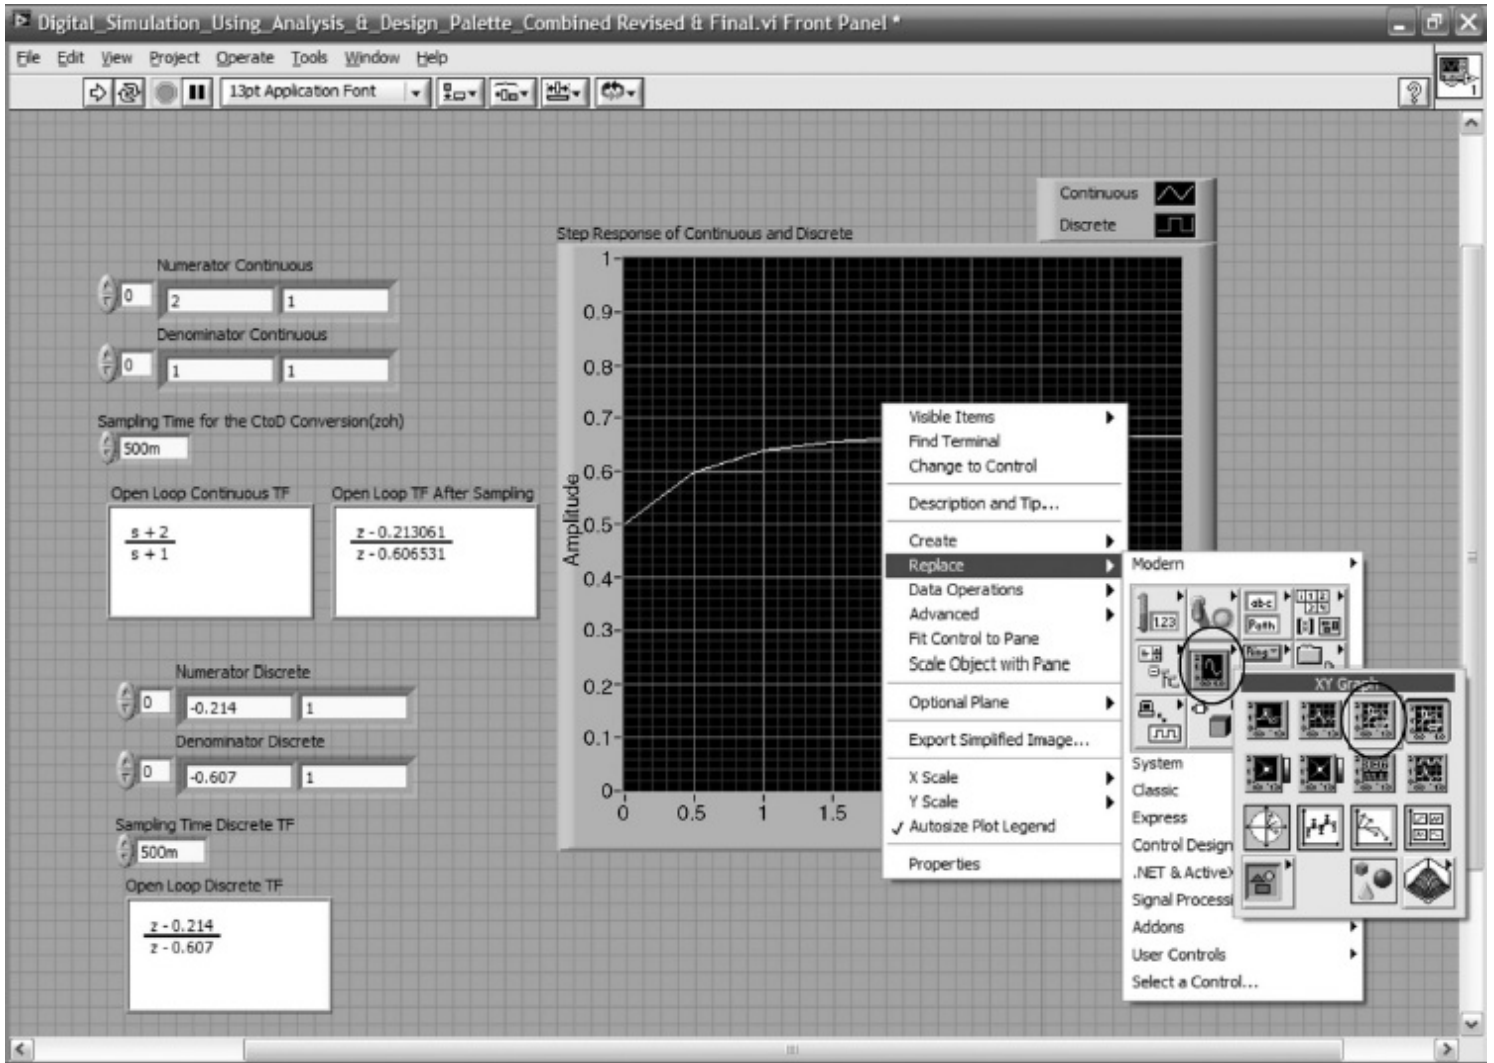 Digital_Simulation_Using_Analysis_&_Design_Palette_Combined Revised & Final.vi Front Panel *
File Edit View Project Operate Tools Window Help
13pt Application Font
1
Continuous
Discrete
Step Response of Continuous and Discrete
Numerator Continuous
0 2 1
Denominator Continuous
0 1 1
Sampling Time for the CtoD Conversion(zoh)
500m
Open Loop Continuous TF
s + 2
s + 1
Open Loop TF After Sampling
z - 0.213061
z - 0.606531
Numerator Discrete
0 -0.214 1
Denominator Discrete
0 -0.607 1
Sampling Time Discrete TF
500m
Open Loop Discrete TF
z - 0.214
z - 0.607
Amplitude
1
0.9
0.8
0.7
0.6
0.5
0.4
0.3
0.2
0.1
0
0 0.5 1 1.5
Visible Items
Find Terminal
Change to Control
Description and Tip...
Create
Replace
Data Operations
Advanced
Fit Control to Pane
Scale Object with Pane
Optional Plane
Export Simplified Image...
X Scale
Y Scale
Autosize Plot Legend
Properties
Modern
1.23
abc
Path
Ring
System
Classic
Express
Control Design
.NET & ActiveX
Signal Processi
Addons
User Controls
Select a Control...
XY Graph